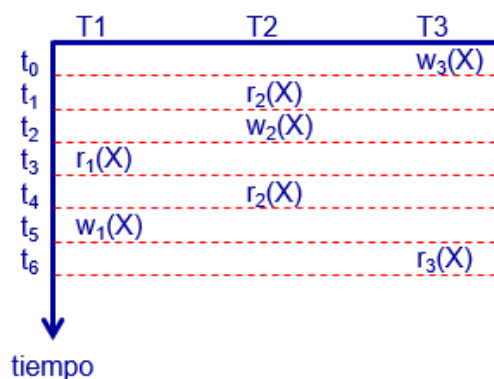 T1 T2 T3
t₀ w₃(X)
t₁ r₂(X)
t₂ w₂(X)
t₃ r₁(X)
t₄ r₂(X)
t₅ w₁(X)
t₆ r₃(X)
tiempo